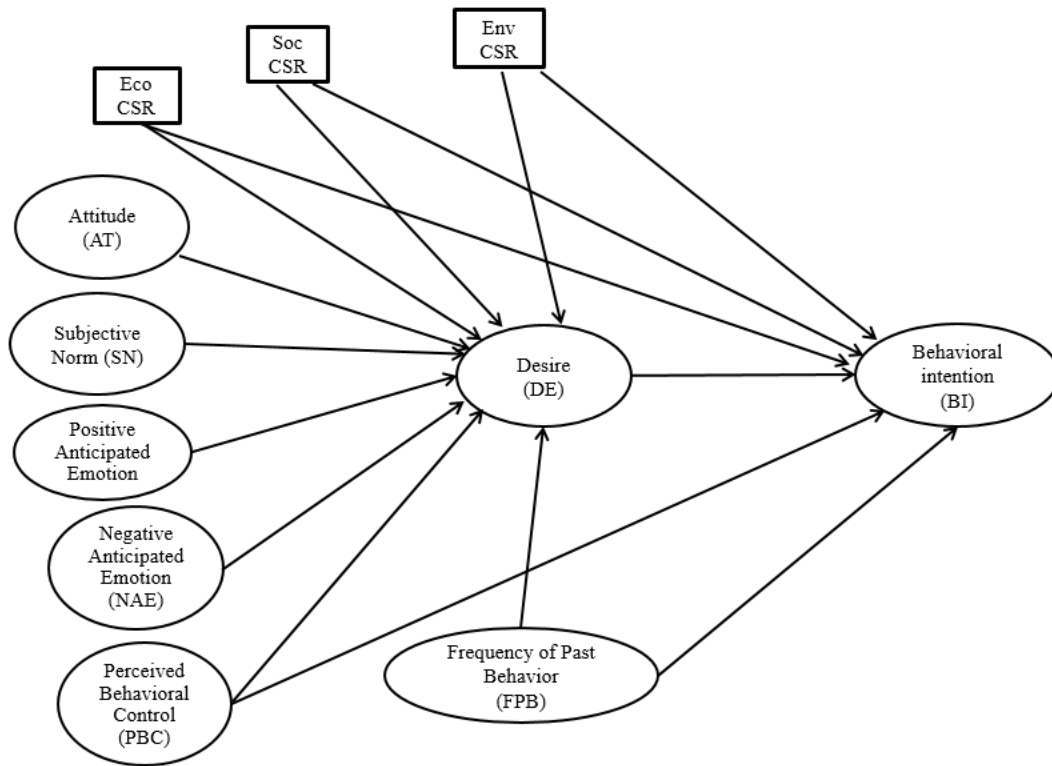 Env
CSR
Soc
CSR
Eco
CSR
Attitude
(AT)
Subjective
Norm (SN)
Desire
(DE)
Behavioral
intention
(BI)
Positive
Anticipated
Emotion
Negative
Anticipated
Emotion
(NAE)
Perceived
Behavioral
Control
(PBC)
Frequency of Past
Behavior
(FPB)